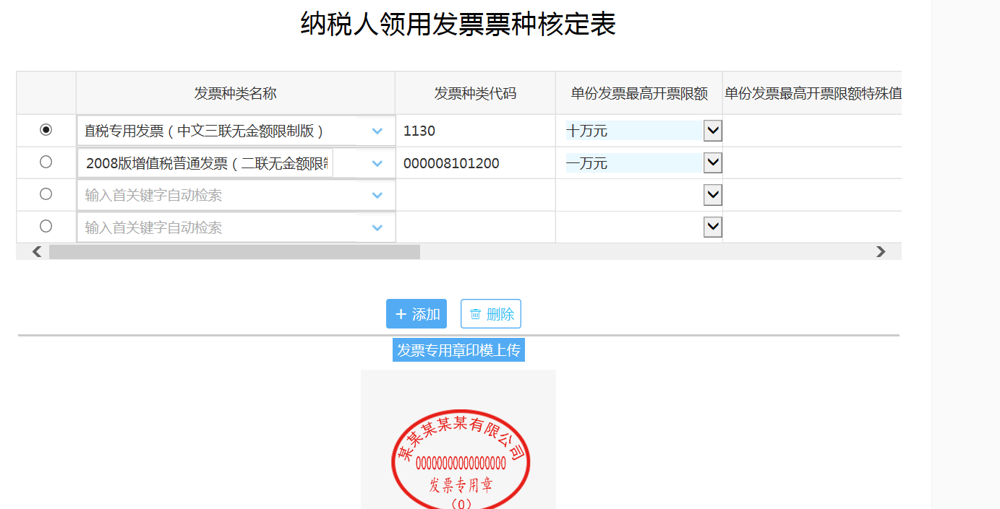 纳税人领用发票票种核定表
发票种类名称 发票种类代码 单份发票最高开票限额 单份发票最高开票限额特殊值
直税专用发票（中文三联无金额限制版） 1130 十万元
2008版增值税普通发票（二联无金额限制 000008101200 一万元
输入首关键字自动检索
输入首关键字自动检索
添加 删除
发票专用章印模上传
某某某某某有限公司
00000000000000000
发票专用章
(0)